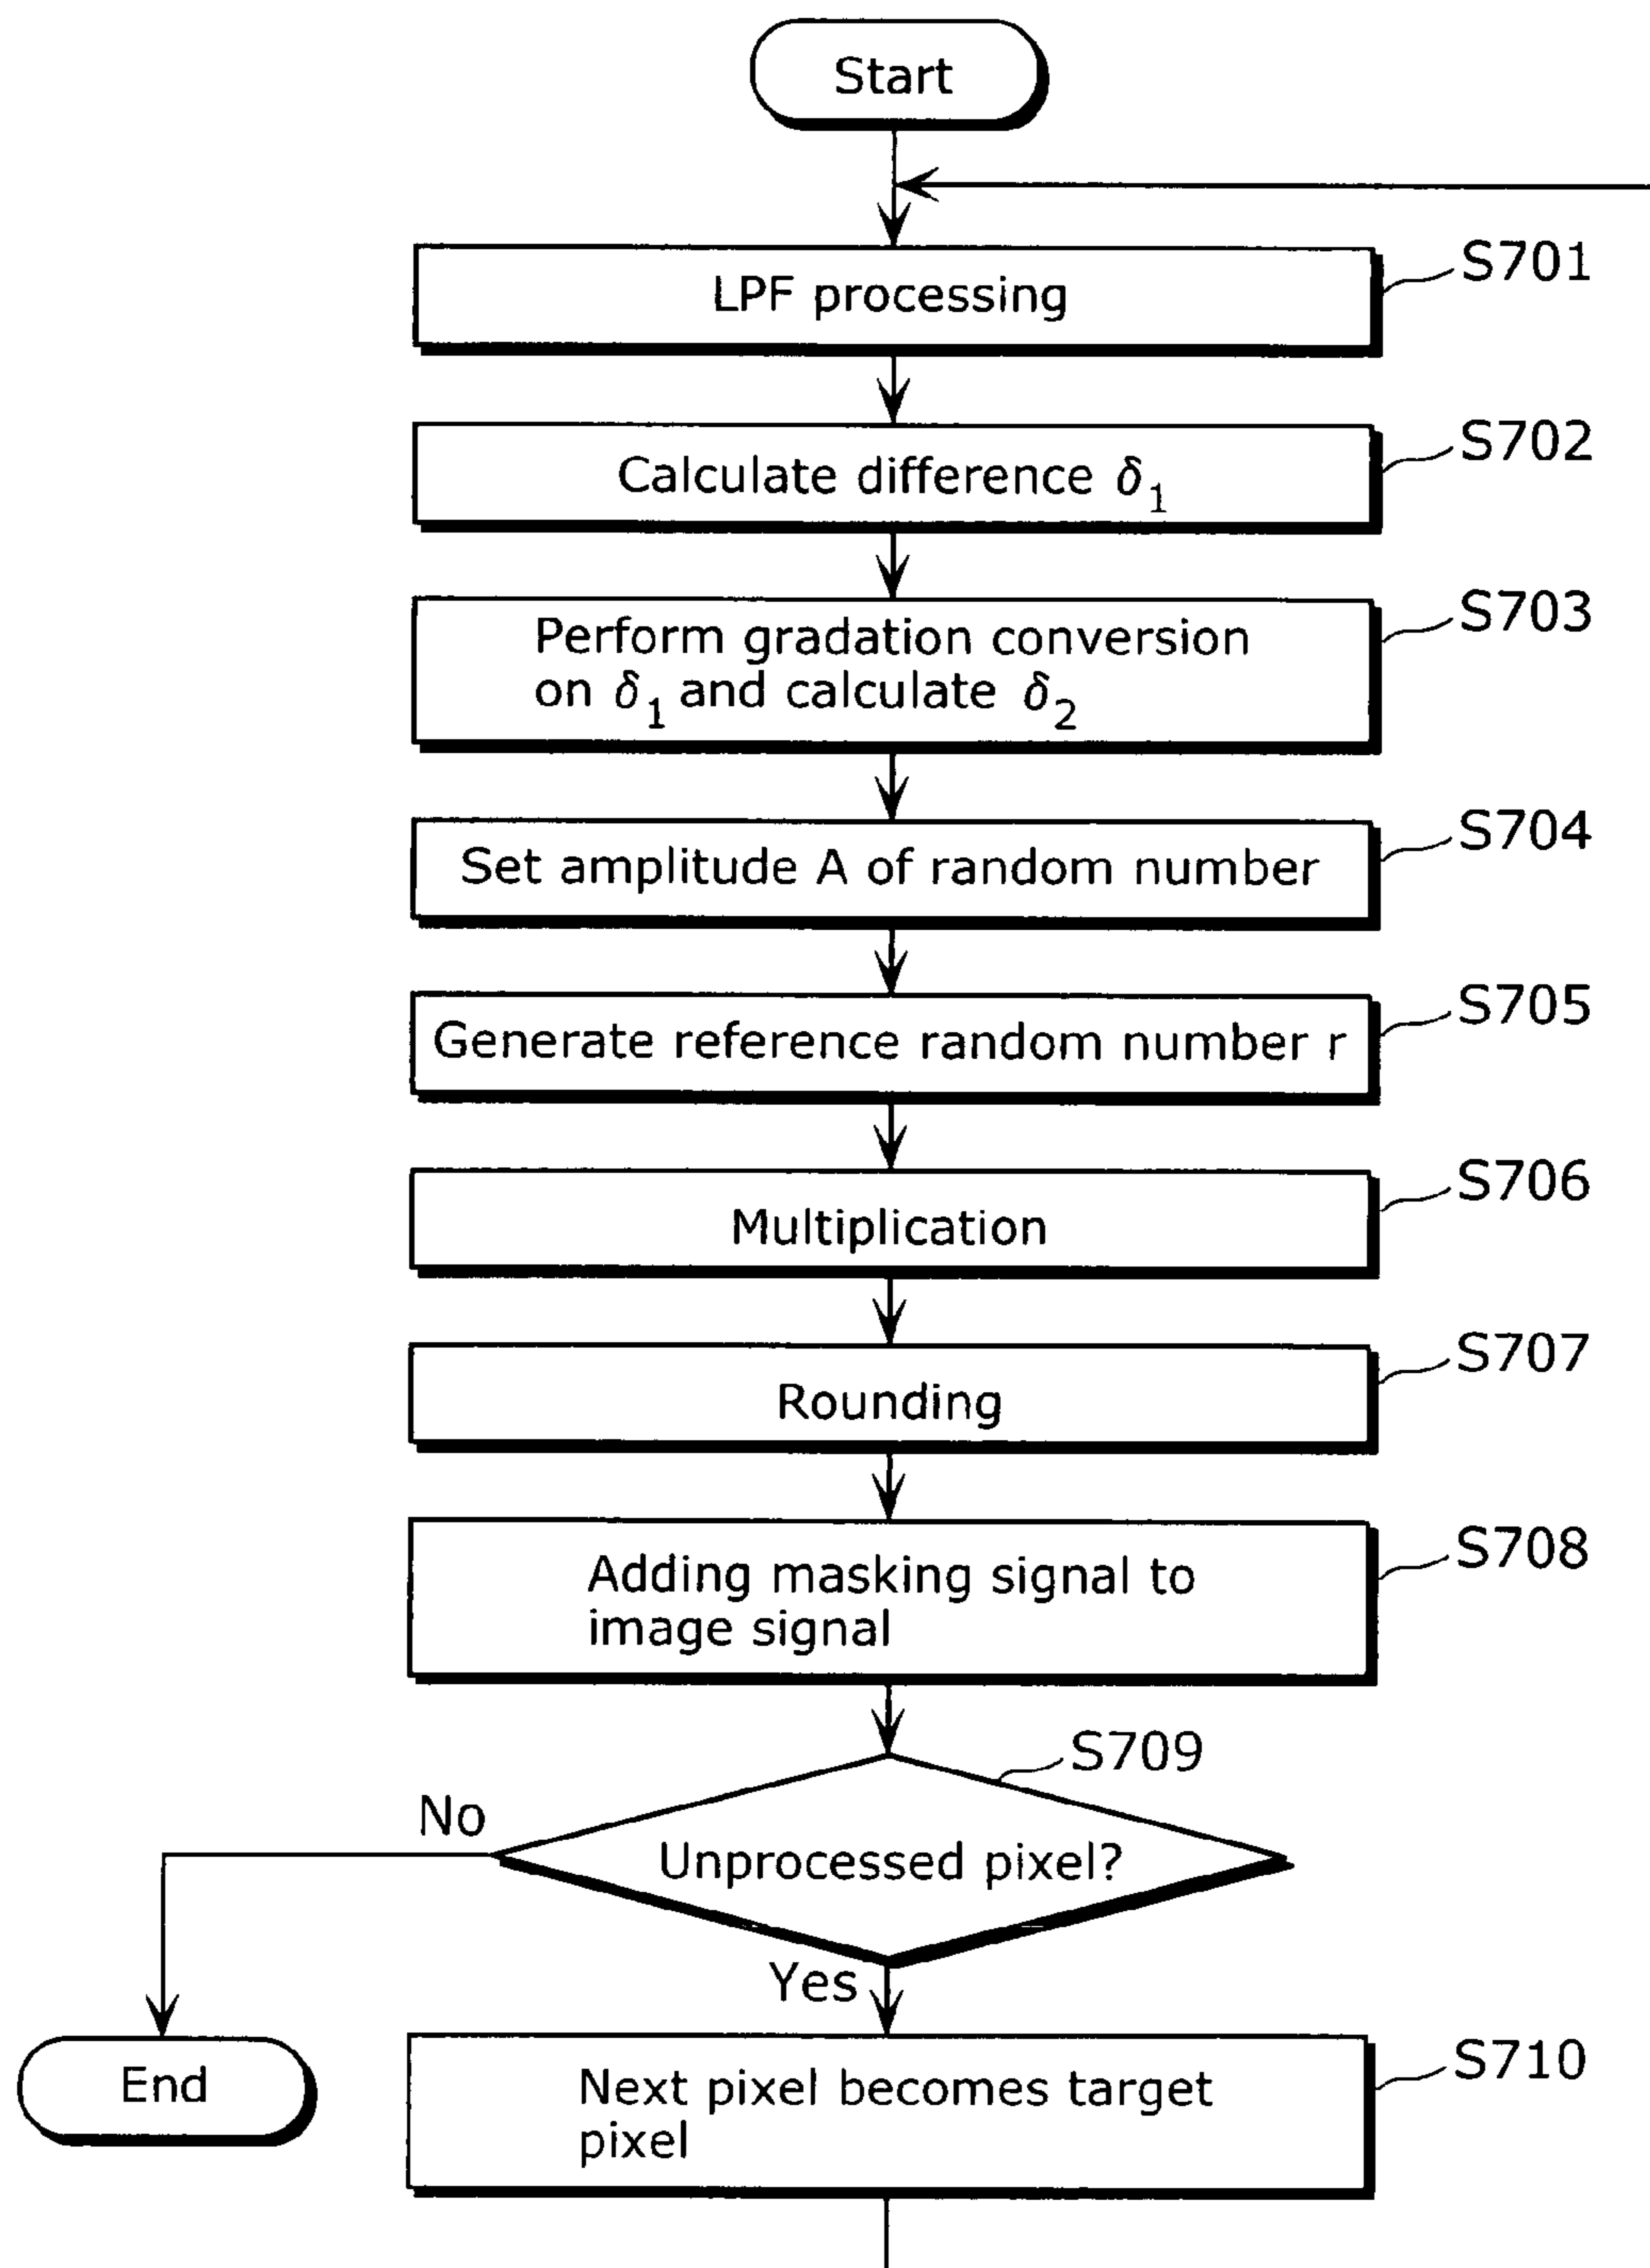 Start
LPF processing
S701
Calculate difference δ1
S702
Perform gradation conversion
on δ1 and calculate δ2
S703
Set amplitude A of random number
S704
Generate reference random number r
S705
Multiplication
S706
Rounding
S707
Adding masking signal to
image signal
S708
S709
No
Unprocessed pixel?
Yes
End
Next pixel becomes target
pixel
S710